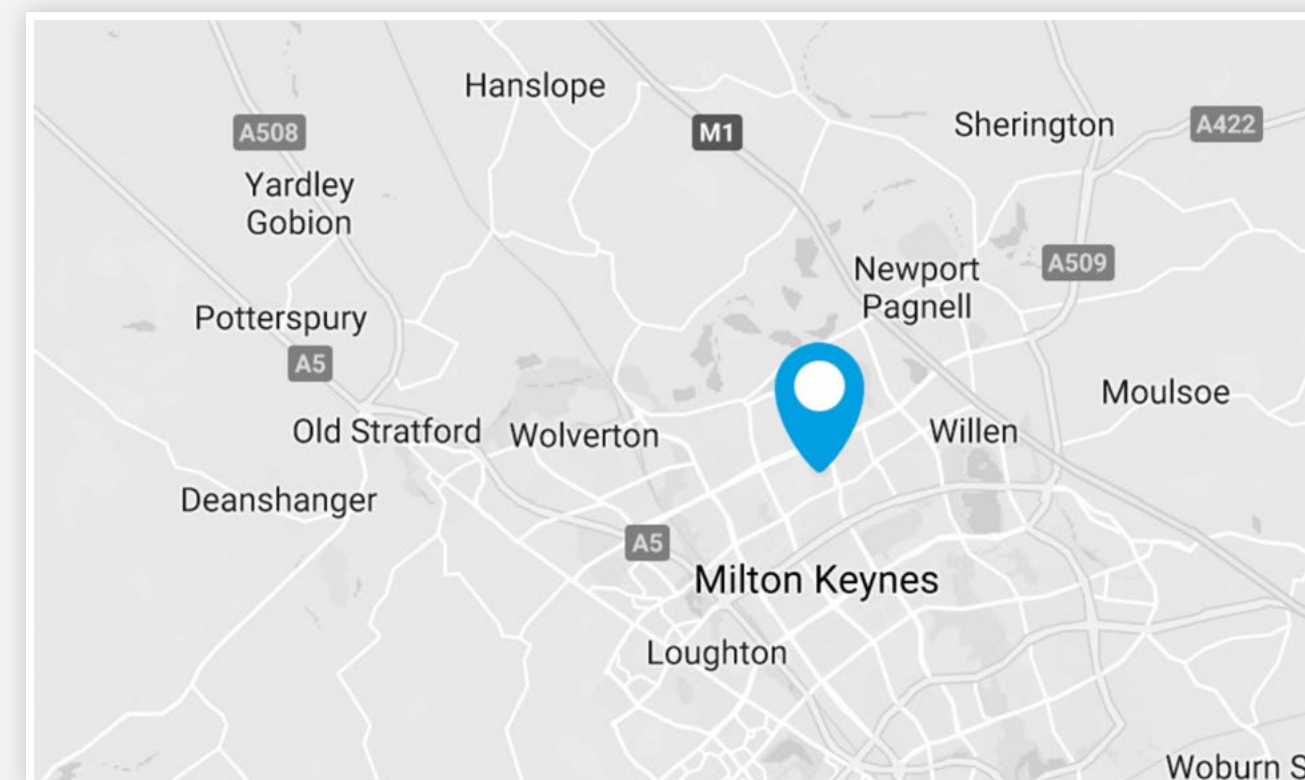 Hanslope
M1
Sherington
A422
A508
Yardley
Gobion
Newport
Pagnell
A509
Potterspury
A5
Moulsoe
Old Stratford
Wolverton
Willen
Deanshanger
A5
Milton Keynes
Loughton
Woburn S